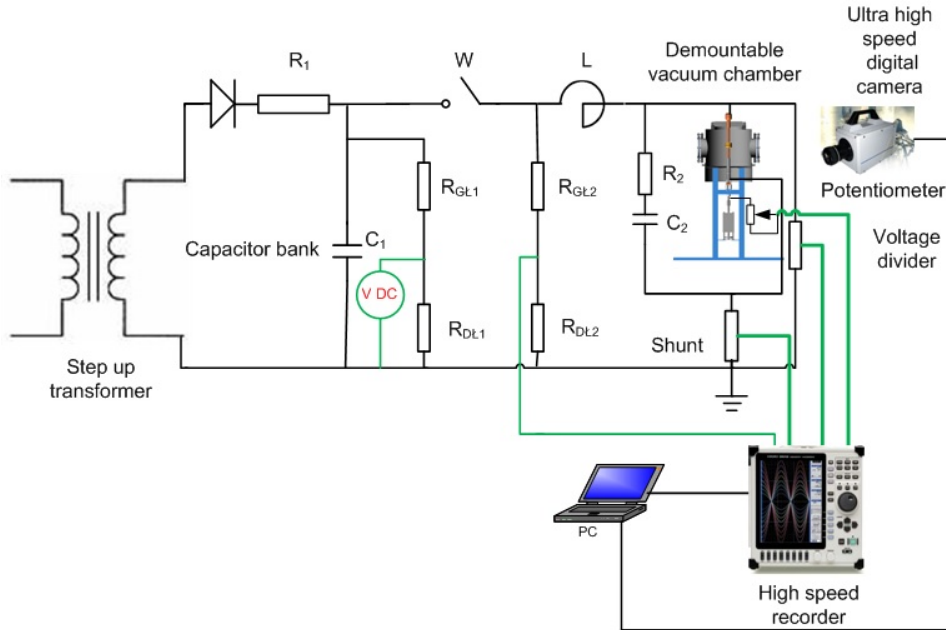 Ultra high
speed
digital
camera
Demountable
vacuum chamber
R1
W
L
Potentiometer
RGŁ1
RGŁ2
R2
C2
Capacitor bank
C1
Voltage
divider
V DC
RDŁ1
RDŁ2
Shunt
Step up
transformer
PC
High speed
recorder